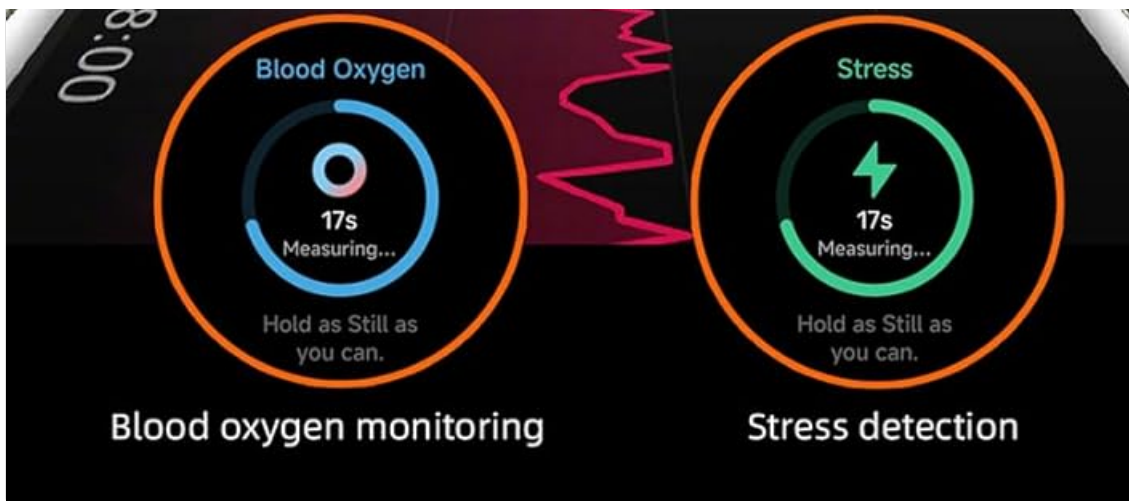 00:8
Blood Oxygen
17s
Measuring...
Hold as Still as
you can.
Blood oxygen monitoring
Stress
17s
Measuring...
Hold as Still as
you can.
Stress detection